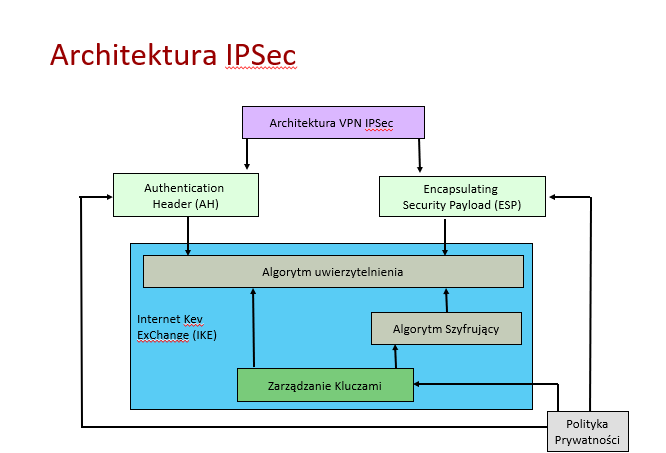 Architektura IPSec
Architektura VPN IPSec
Authentication
Header (AH)
Encapsulating
Security Payload (ESP)
Algorytm uwierzytelnienia
Internet Kev
ExChange (IKE)
Algorytm Szyfrujący
Zarządzanie Kluczami
Polityka
Prywatności